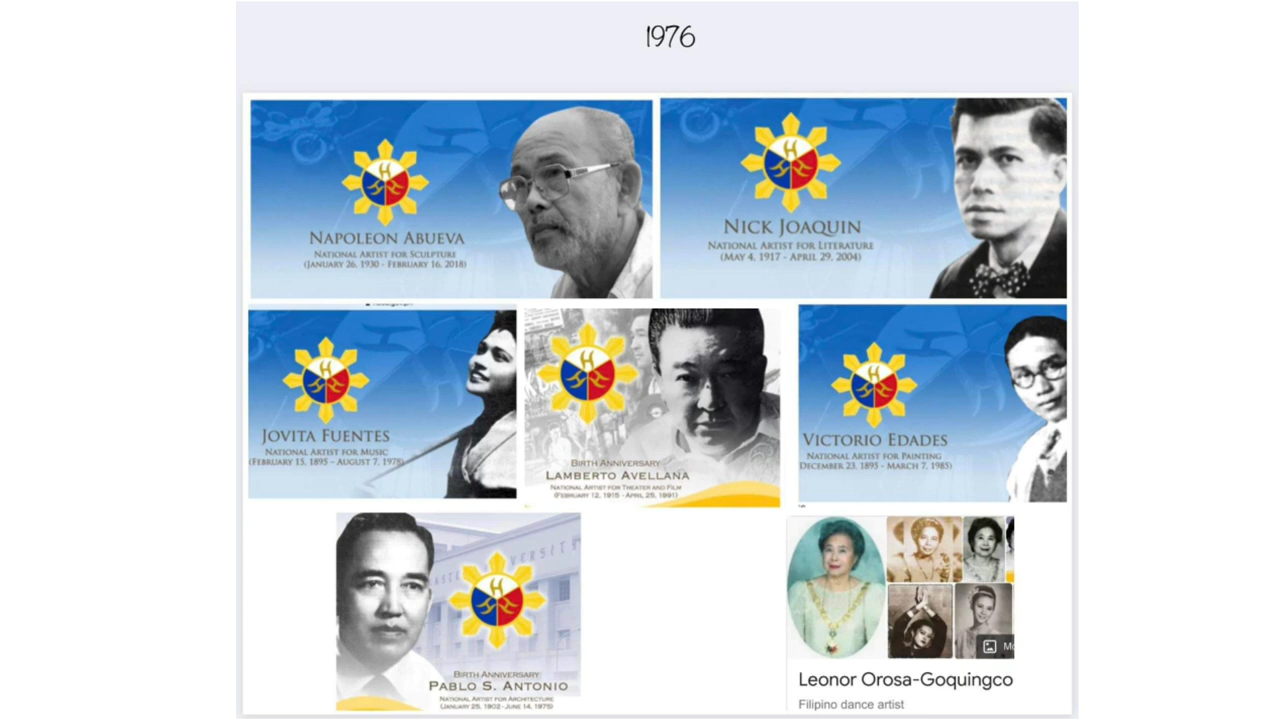 1976
NAPOLEON ABUEVA
NATIONAL ARTIST FOR SCULPTURE
(JANUARY 26, 1930 - FEBRUARY 16, 2018)
NICK JOAQUIN
NATIONAL ARTIST FOR LITERATURE
(MAY 4, 1917 - APRIL 29, 2004)
JOVITA FUENTES
NATIONAL ARTIST FOR MUSIC
(FEBRUARY 15, 1895 – AUGUST 7, 1978)
BIRTH ANNIVERSARY
LAMBERTO AVELLANA
NATIONAL ARTIST FOR THEATER AND FILM
(FEBRUARY 12, 1915 - APRIL 25, 1991)
VICTORIO EDADES
NATIONAL ARTIST FOR PAINTING
DECEMBER 23, 1895 - MARCH 7, 1985)
BIRTH ANNIVERSARY
PABLO S. ANTONIO
NATIONAL ARTIST FOR ARCHITECTURE
(JANUARY 25, 1902 - JUNE 14, 1975)
Mo
Leonor Orosa-Goquingco
Filipino dance artist